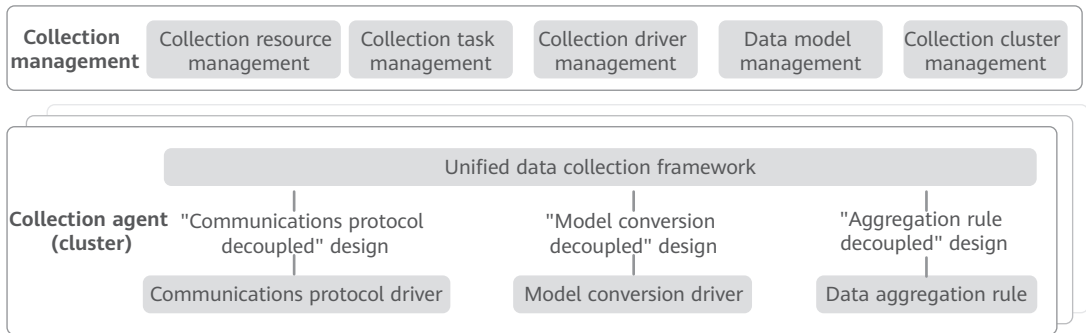 Collection
management
Collection resource
management
Collection task
management
Collection driver
management
Data model
management
Collection cluster
management
Unified data collection framework
Collection agent
(cluster)
"Communications protocol
decoupled" design
"Model conversion
decoupled" design
"Aggregation rule
decoupled" design
Communications protocol driver
Model conversion driver
Data aggregation rule